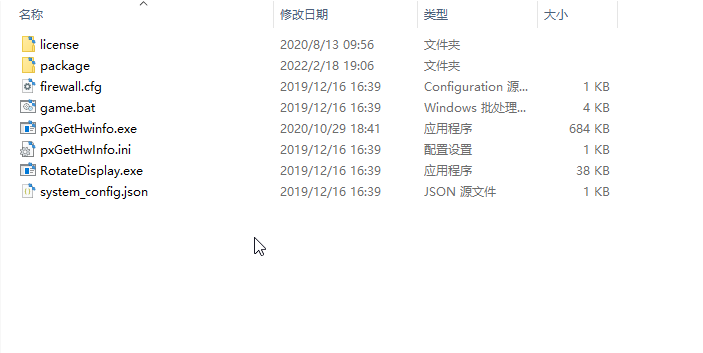 名称 修改日期 类型 大小
license 2020/8/13 09:56 文件夹
package 2022/2/18 19:06 文件夹
firewall.cfg 2019/12/16 16:39 Configuration 源... 1 KB
game.bat 2019/12/16 16:39 Windows 批处理... 4 KB
pxGetHwinfo.exe 2020/10/29 18:41 应用程序 684 KB
pxGetHwInfo.ini 2019/12/16 16:39 配置设置 1 KB
RotateDisplay.exe 2019/12/16 16:39 应用程序 38 KB
system_config.json 2019/12/16 16:39 JSON 源文件 1 KB